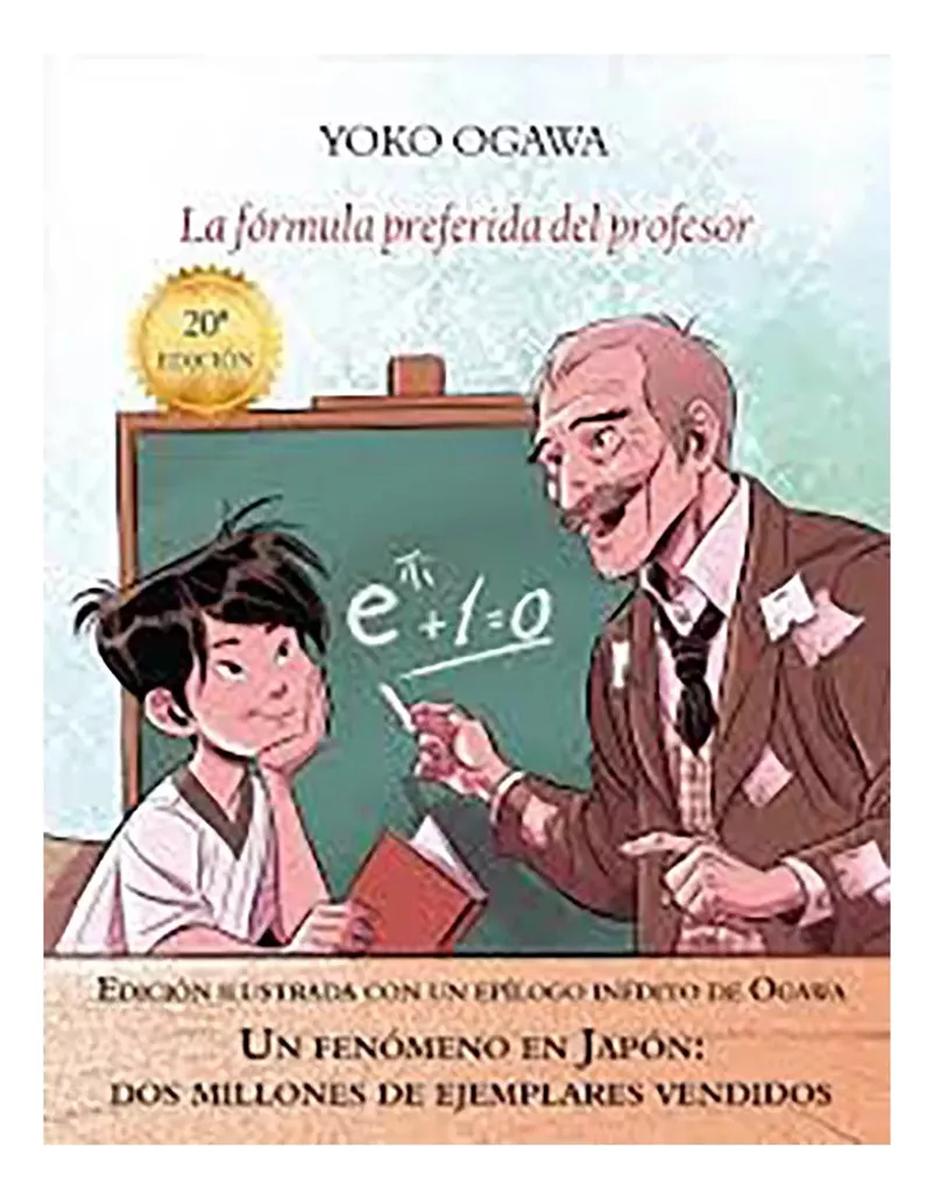 YOKO OGAWA
La fórmula preferida del profesor
20ª
EDICIÓN
e^πi +1=0
EDICIÓN ILUSTRADA CON UN EPÍLOGO INÉDITO DE OGAWA
UN FENÓMENO EN JAPÓN:
DOS MILLONES DE EJEMPLARES VENDIDOS